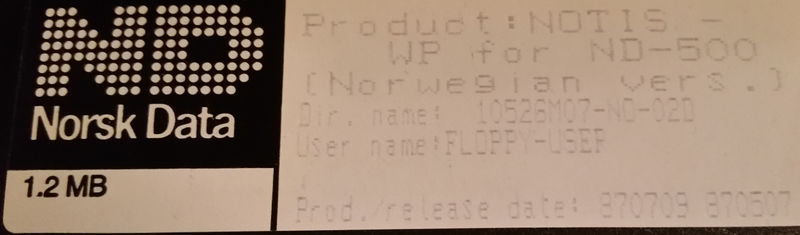 ND
Norsk Data
1.2 MB
Product:NOTIS -
WP for ND-500
(Norwegian vers.)
Dir. name: 10526M07-NO-02D
User name:FLOPPY-USER
Prod./release date: 870709 870507